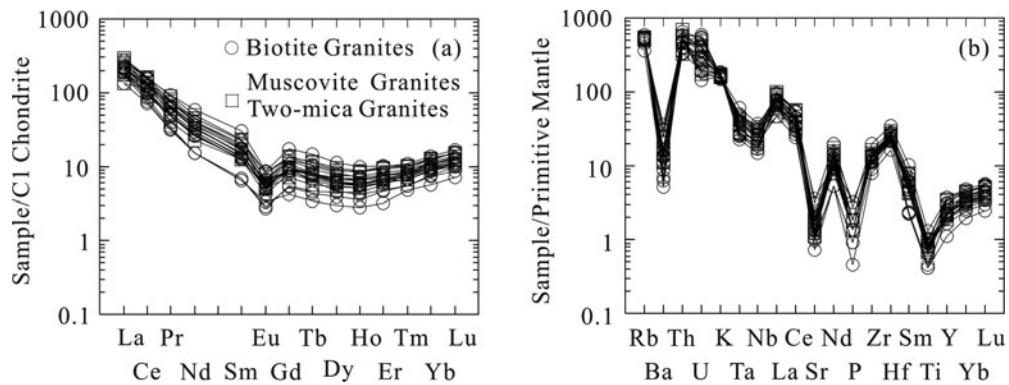 Sample/C1 Chondrite
1000
100
10
1
0.1
Biotite Granites
(a)
Muscovite Granites
Two-mica Granites
La Pr Eu Tb Ho Tm Lu
Ce Nd Sm Gd Dy Er Yb
Sample/Primitive Mantle
1000
100
10
1
0.1
(b)
Rb Th K Nb Ce Nd Zr Sm Y Lu
Ba U Ta La Sr P Hf Ti Yb